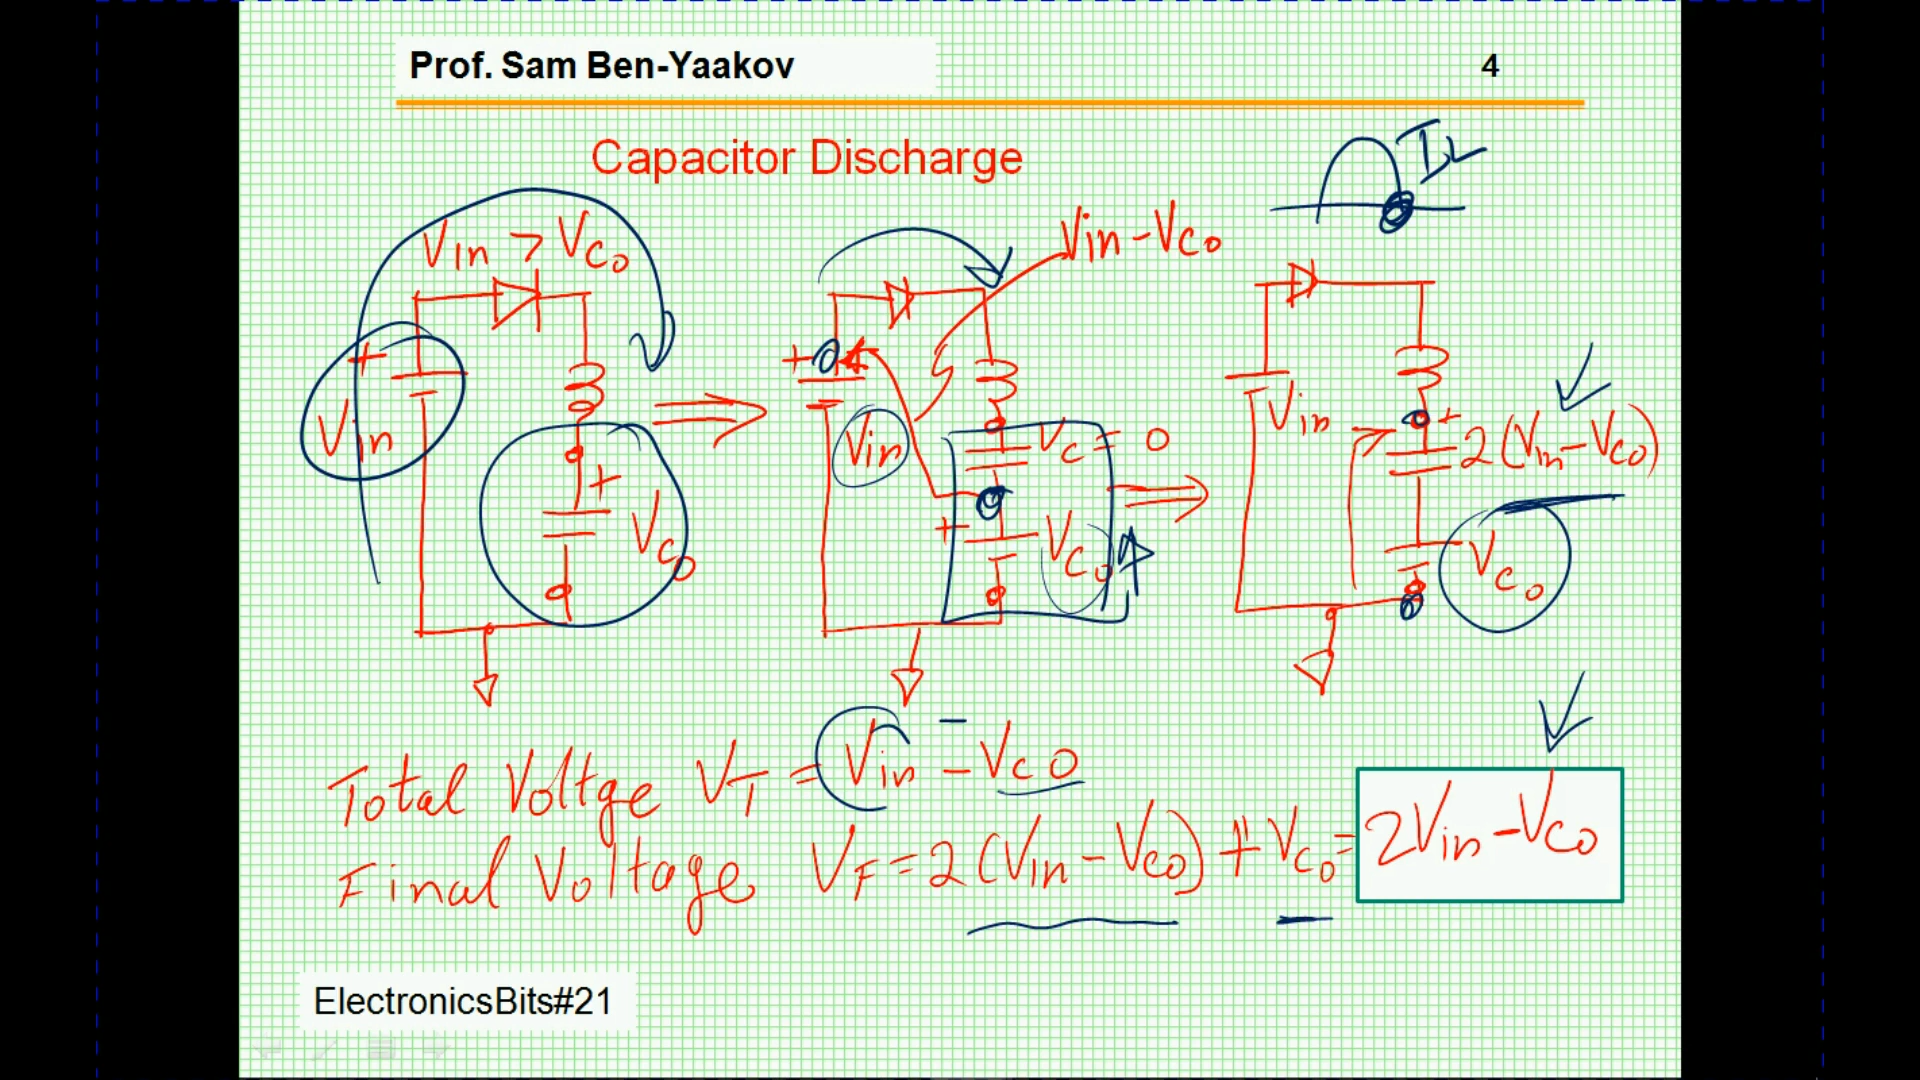 Prof. Sam Ben-Yaakov
4
Capacitor Discharge
IL
Vin > VCo
Vin - VCo
+
Vin
+
VCo
+
Vin
VC = 0
+
VCo
Vin
+
2(Vin - VCo)
VCo
Total Voltge VT = Vin - VCo
Final Voltage VF = 2(Vin - VCo) + VCo = 2Vin - VCo
ElectronicsBits#21